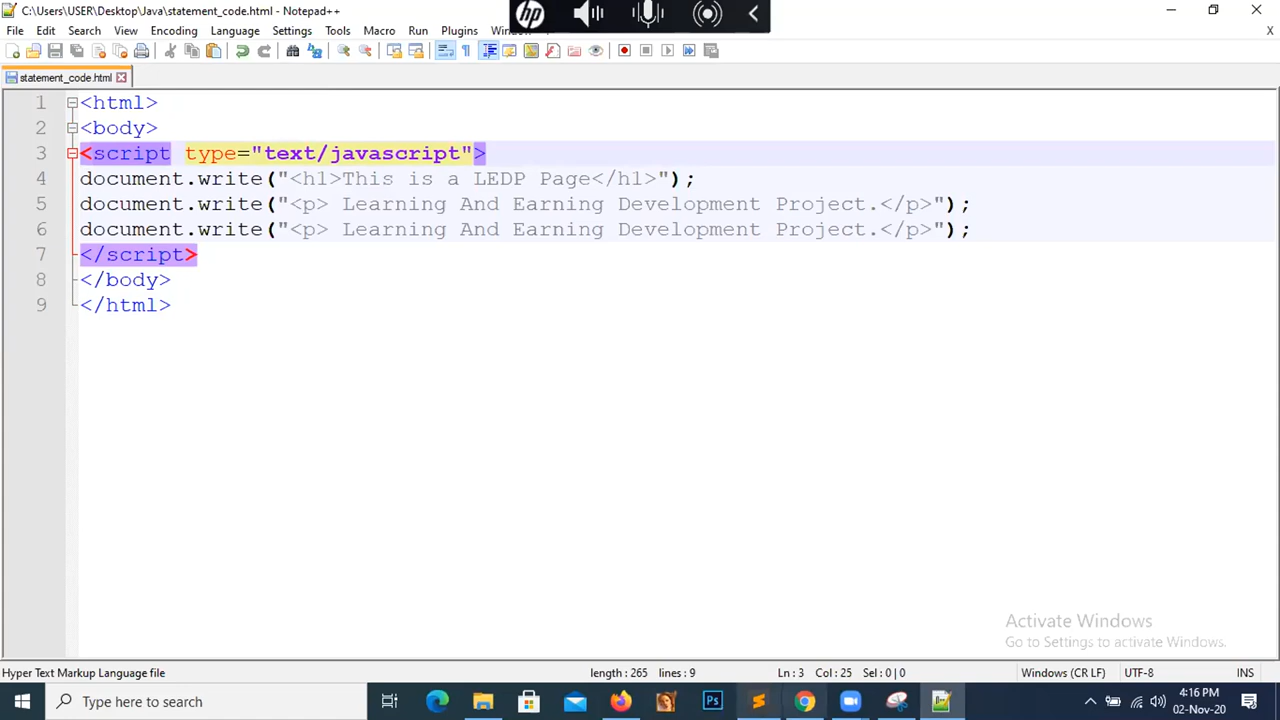 C:\Users\USER\Desktop\Java\statement_code.html - Notepad++
File Edit Search View Encoding Language Settings Tools Macro Run Plugins
X
statement_code.html
1 <html>
2 <body>
3 <script type="text/javascript">
4 document.write("<h1>This is a LEDP Page</h1>");
5 document.write("<p> Learning And Earning Development Project.</p>");
6 document.write("<p> Learning And Earning Development Project.</p>");
7 </script>
8 </body>
9 </html>
Activate Windows
Go to Settings to activate Windows.
Hyper Text Markup Language file length : 265 lines : 9 Ln : 3 Col : 25 Sel : 0 | 0 Windows (CR LF) UTF-8 INS
Type here to search
Ps
4:16 PM
02-Nov-20